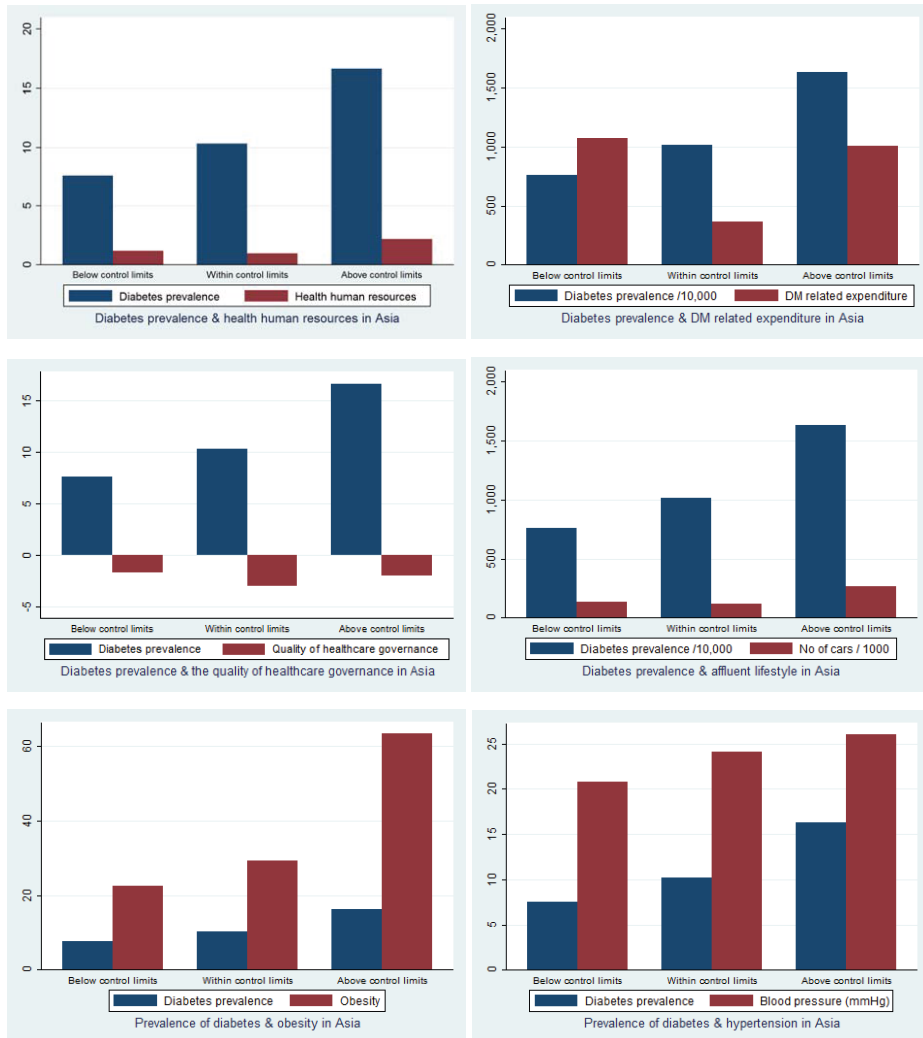 20
15
10
5
0
Below control limits Within control limits Above control limits
Diabetes prevalence Health human resources
Diabetes prevalence & health human resources in Asia
2,000
1,500
1,000
500
0
Below control limits Within control limits Above control limits
Diabetes prevalence /10,000 DM related expenditure
Diabetes prevalence & DM related expenditure in Asia
15
10
5
0
-5
Below control limits Within control limits Above control limits
Diabetes prevalence Quality of healthcare governance
Diabetes prevalence & the quality of healthcare governance in Asia
2,000
1,500
1,000
500
0
Below control limits Within control limits Above control limits
Diabetes prevalence /10,000 No of cars / 1000
Diabetes prevalence & affluent lifestyle in Asia
60
40
20
0
Below control limits Within control limits Above control limits
Diabetes prevalence Obesity
Prevalence of diabetes & obesity in Asia
25
20
15
10
5
0
Below control limits Within control limits Above control limits
Diabetes prevalence Blood pressure (mmHg)
Prevalence of diabetes & hypertension in Asia